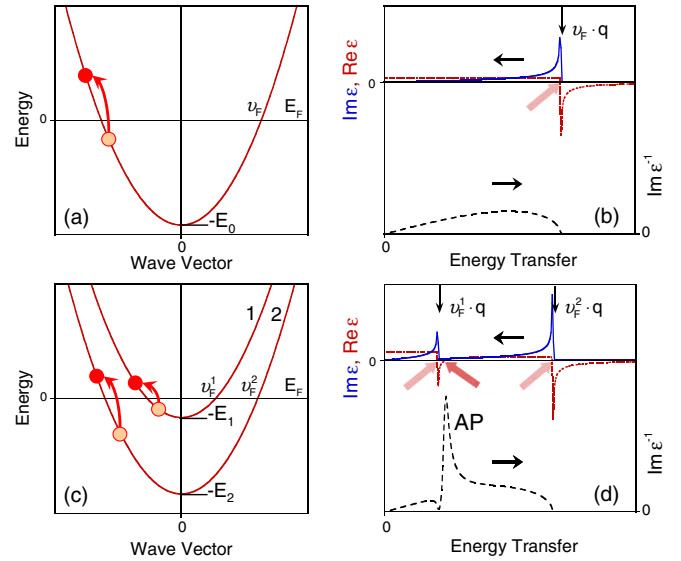 Energy
0
υF
EF
-E0
(a)
0
Wave Vector
Im ε, Re ε
0
υF · q
(b)
Im ε-1
0
0
Energy Transfer
Energy
0
1
2
υF1
υF2
EF
-E1
-E2
(c)
0
Wave Vector
Im ε, Re ε
0
υF1 · q
υF2 · q
AP
(d)
Im ε-1
0
0
Energy Transfer